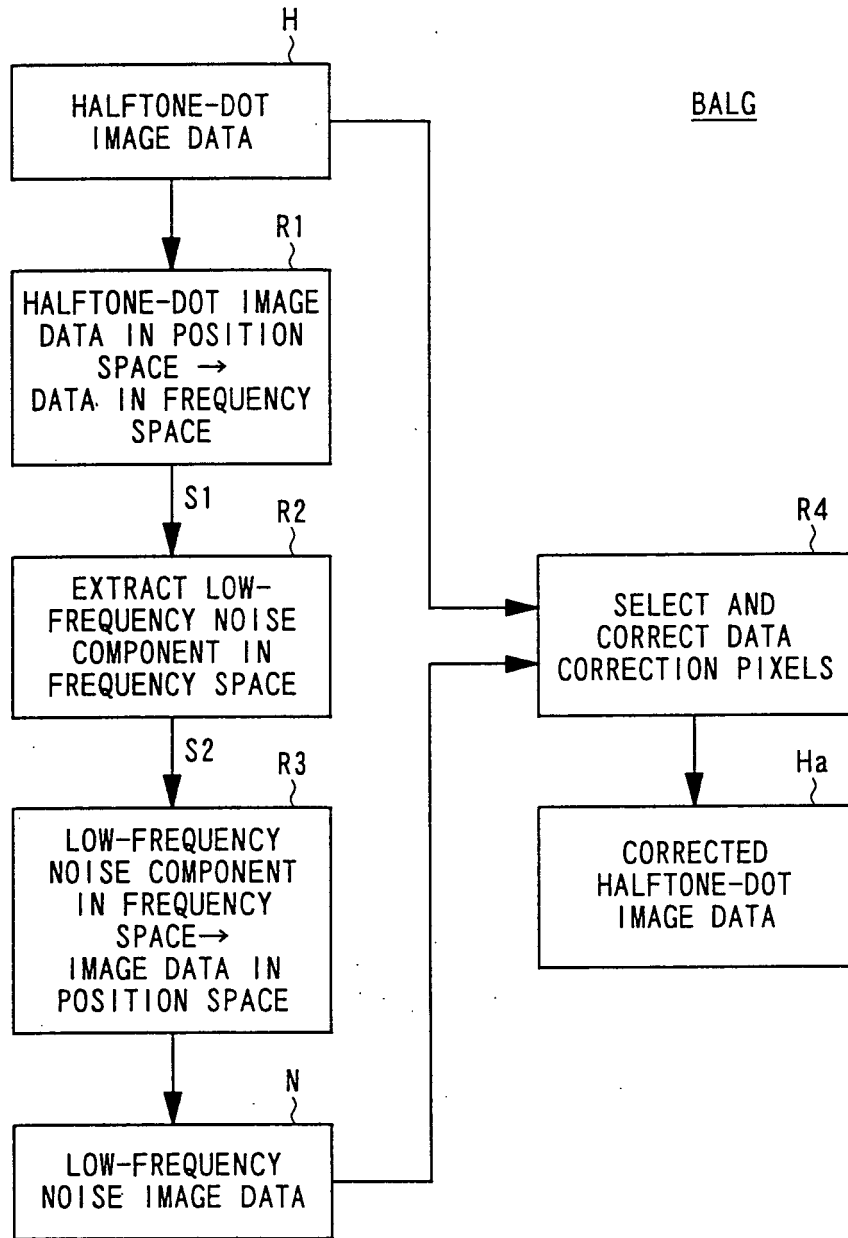 H
HALFTONE-DOT
IMAGE DATA
BALG
R1
HALFTONE-DOT IMAGE
DATA IN POSITION
SPACE →
DATA IN FREQUENCY
SPACE
S1
R2
EXTRACT LOW-
FREQUENCY NOISE
COMPONENT IN
FREQUENCY SPACE
S2
R3
LOW-FREQUENCY
NOISE COMPONENT
IN FREQUENCY
SPACE→
IMAGE DATA IN
POSITION SPACE
N
LOW-FREQUENCY
NOISE IMAGE DATA
R4
SELECT AND
CORRECT DATA
CORRECTION PIXELS
Ha
CORRECTED
HALFTONE-DOT
IMAGE DATA